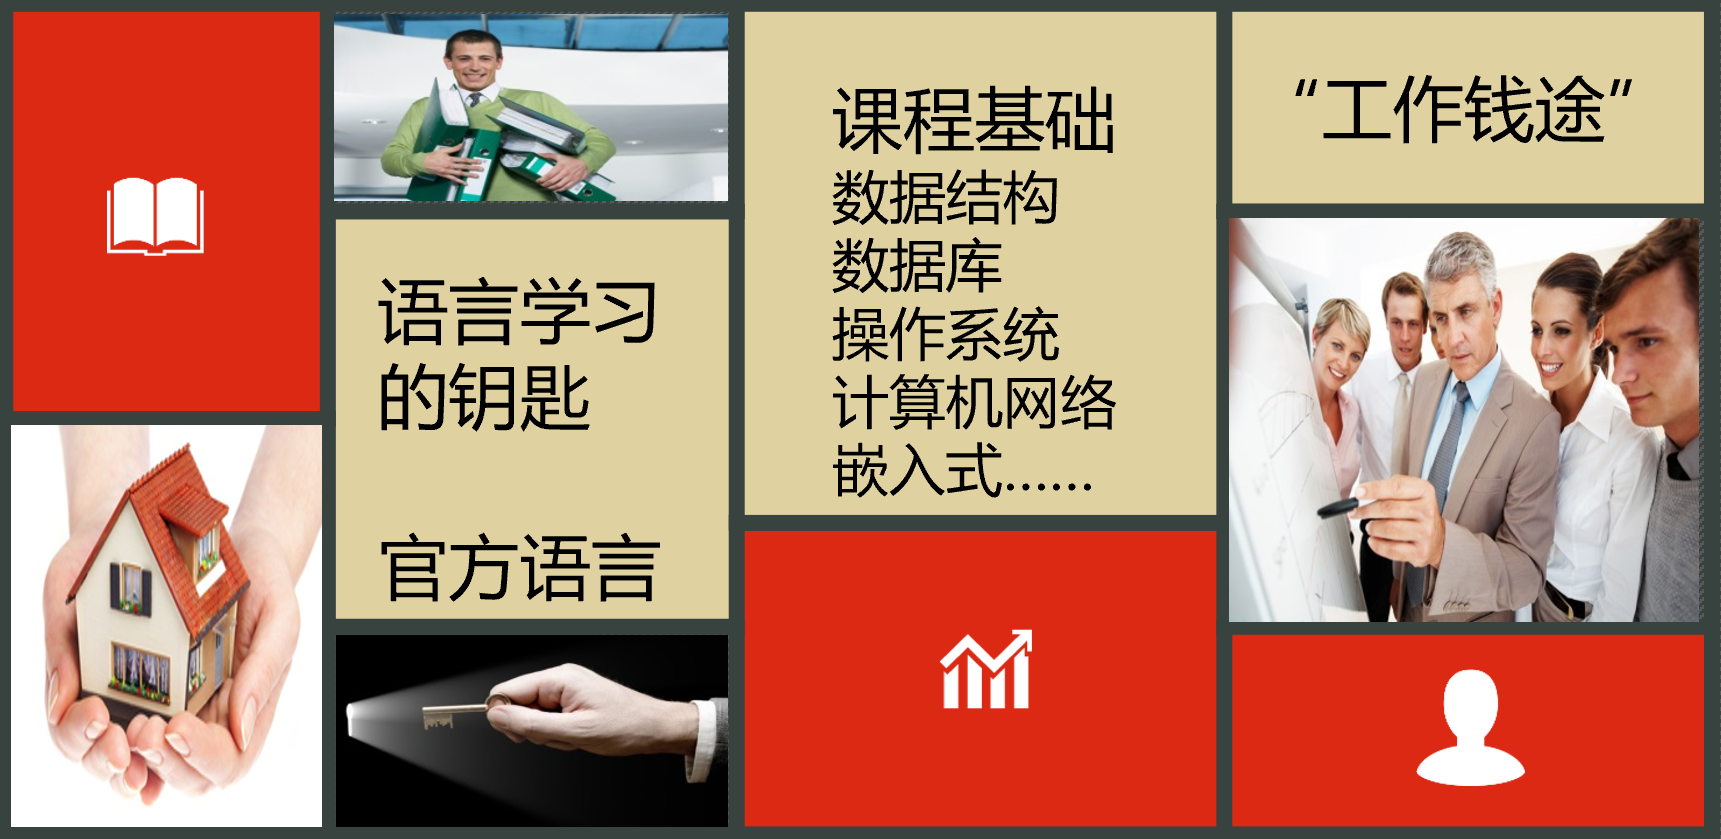 语言学习
的钥匙
官方语言
课程基础
数据结构
数据库
操作系统
计算机网络
嵌入式……
“工作钱途”